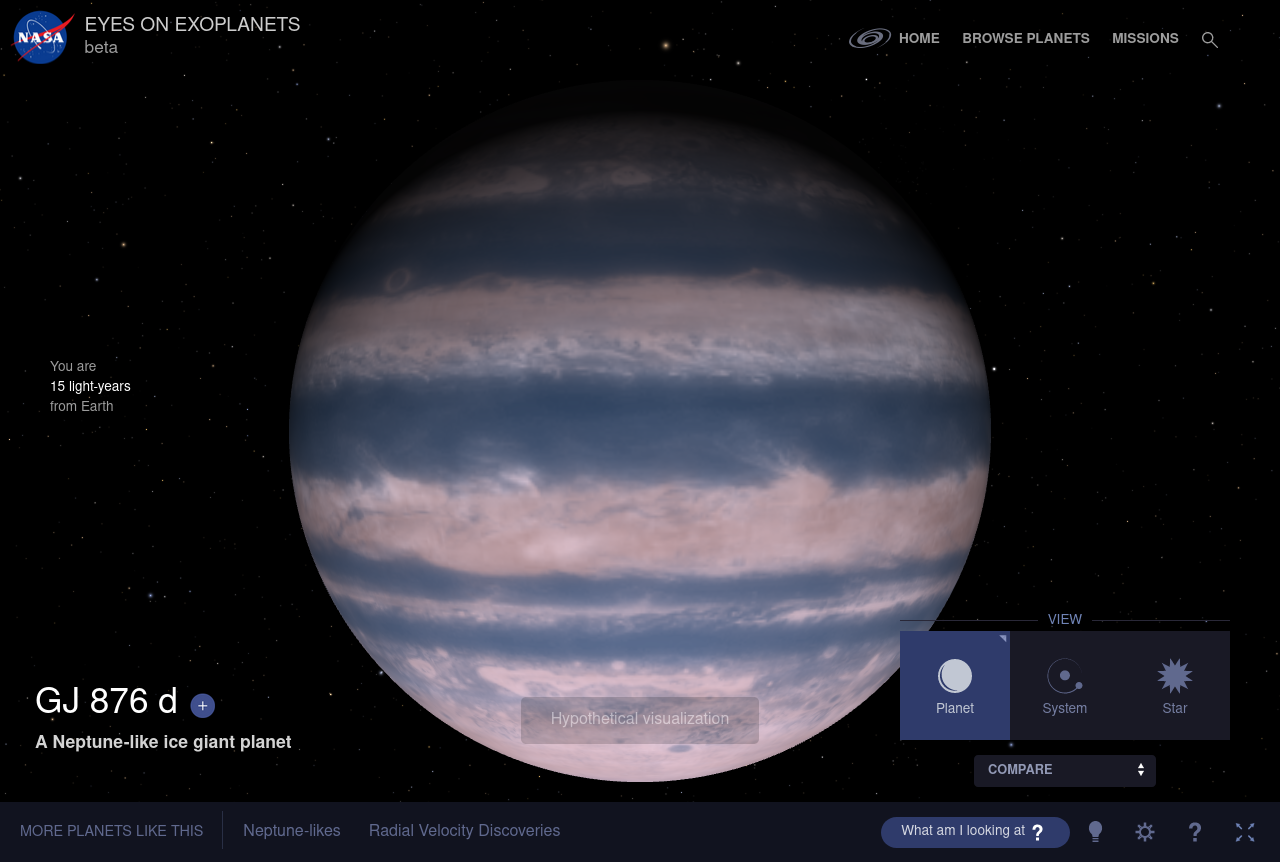 NASA
EYES ON EXOPLANETS
beta
HOME
BROWSE PLANETS
MISSIONS
You are
15 light-years
from Earth
VIEW
Planet
System
Star
GJ 876 d +
A Neptune-like ice giant planet
Hypothetical visualization
COMPARE
MORE PLANETS LIKE THIS
Neptune-likes
Radial Velocity Discoveries
What am I looking at ?
?